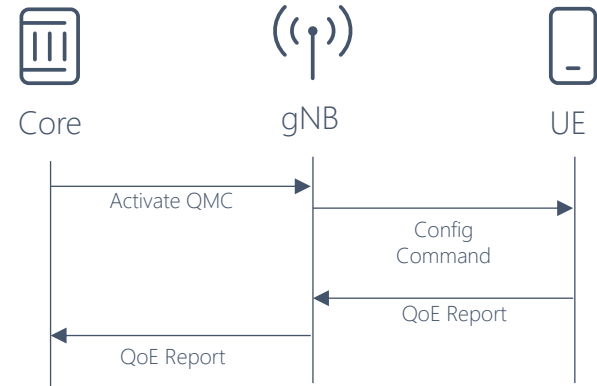 Core
gNB
UE
Activate QMC
Config
Command
QoE Report
QoE Report